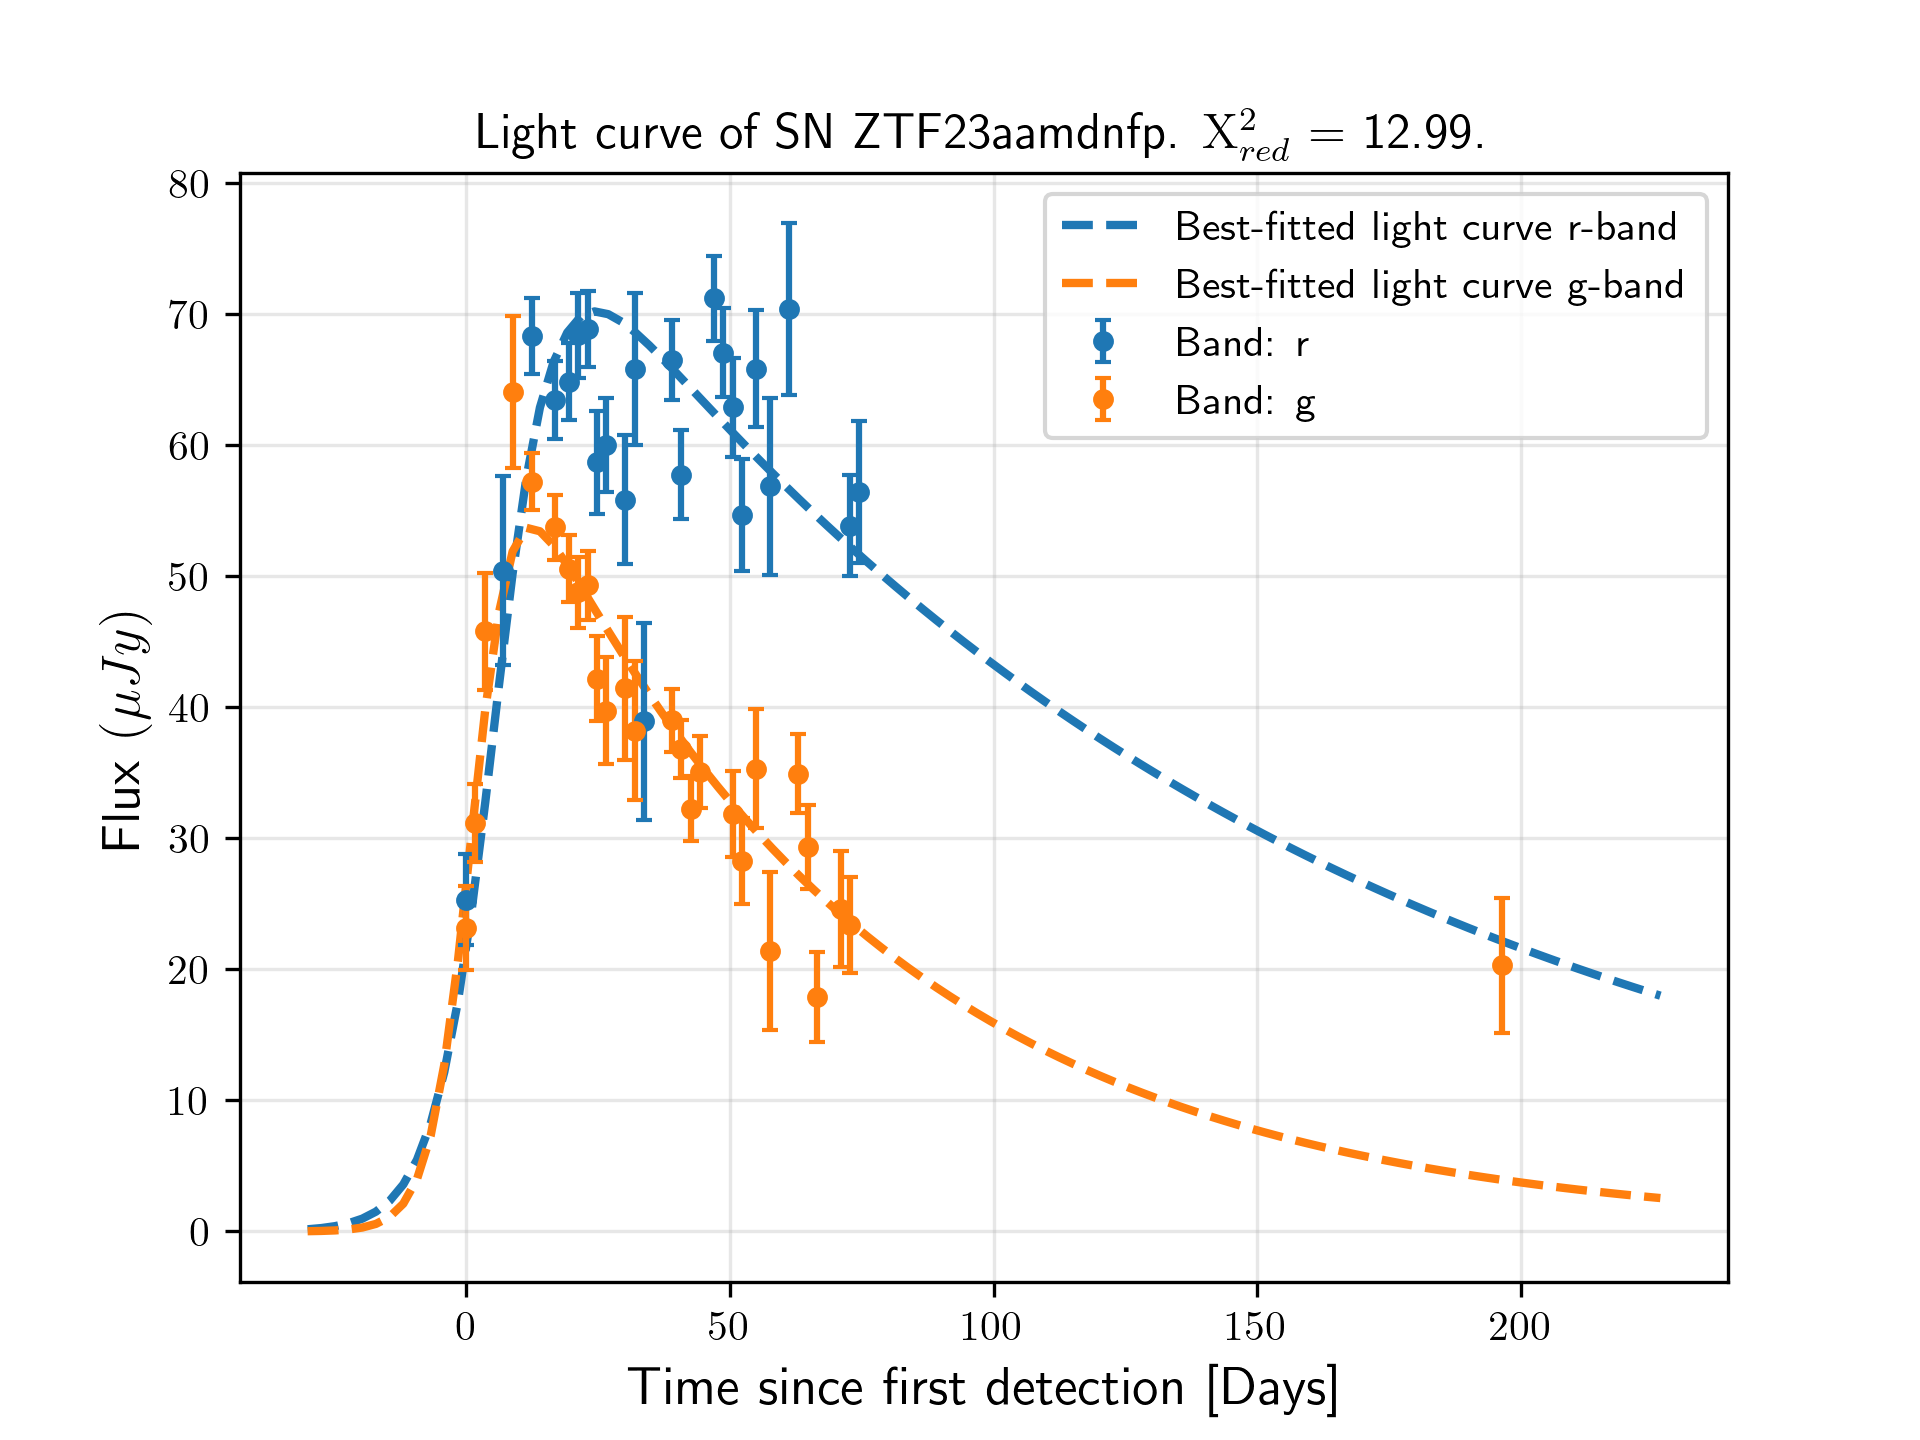 Light curve of SN ZTF23aamdnfp. X²_red = 12.99.
Best-fitted light curve r-band
Best-fitted light curve g-band
Band: r
Band: g
Flux (μJy)
80
70
60
50
40
30
20
10
0
0 50 100 150 200
Time since first detection [Days]